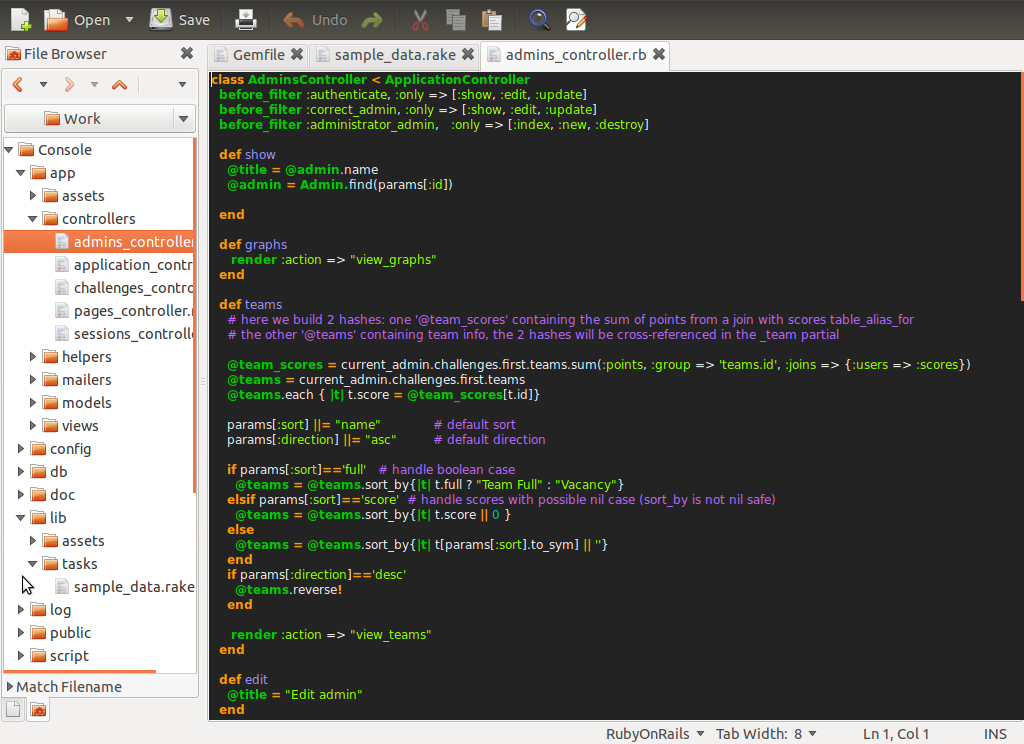 Open Save Undo
File Browser
Gemfile sample_data.rake admins_controller.rb
Work
Console
app
assets
controllers
admins_controller
application_contr
challenges_contro
pages_controller.r
sessions_controlle
helpers
mailers
models
views
config
db
doc
lib
assets
tasks
sample_data.rake
log
public
script
Match Filename
class AdminsController < ApplicationController
before_filter :authenticate, :only => [:show, :edit, :update]
before_filter :correct_admin, :only => [:show, :edit, :update]
before_filter :administrator_admin,   :only => [:index, :new, :destroy]
def show
@title = @admin.name
@admin = Admin.find(params[:id])
end
def graphs
render :action => "view_graphs"
end
def teams
# here we build 2 hashes: one '@team_scores' containing the sum of points from a join with scores table_alias_for
# the other '@teams' containing team info, the 2 hashes will be cross-referenced in the _team partial
@team_scores = current_admin.challenges.first.teams.sum(:points, :group => 'teams.id', :joins => {:users => :scores})
@teams = current_admin.challenges.first.teams
@teams.each { |t| t.score = @team_scores[t.id]}
params[:sort] ||= "name"             # default sort
params[:direction] ||= "asc"         # default direction
if params[:sort]=='full'   # handle boolean case
@teams = @teams.sort_by{|t| t.full ? "Team Full" : "Vacancy"}
elsif params[:sort]=='score'  # handle scores with possible nil case (sort_by is not nil safe)
@teams = @teams.sort_by{|t| t.score || 0 }
else
@teams = @teams.sort_by{|t| t[params[:sort].to_sym] || ''}
end
if params[:direction]=='desc'
@teams.reverse!
end
render :action => "view_teams"
end
def edit
@title = "Edit admin"
end
RubyOnRails Tab Width: 8 Ln 1, Col 1 INS